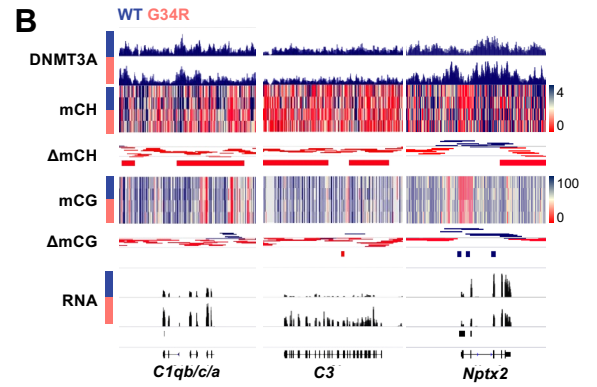 B
WT G34R
DNMT3A
mCH
4
0
ΔmCH
mCG
100
0
ΔmCG
RNA
C1qb/c/a C3 Nptx2